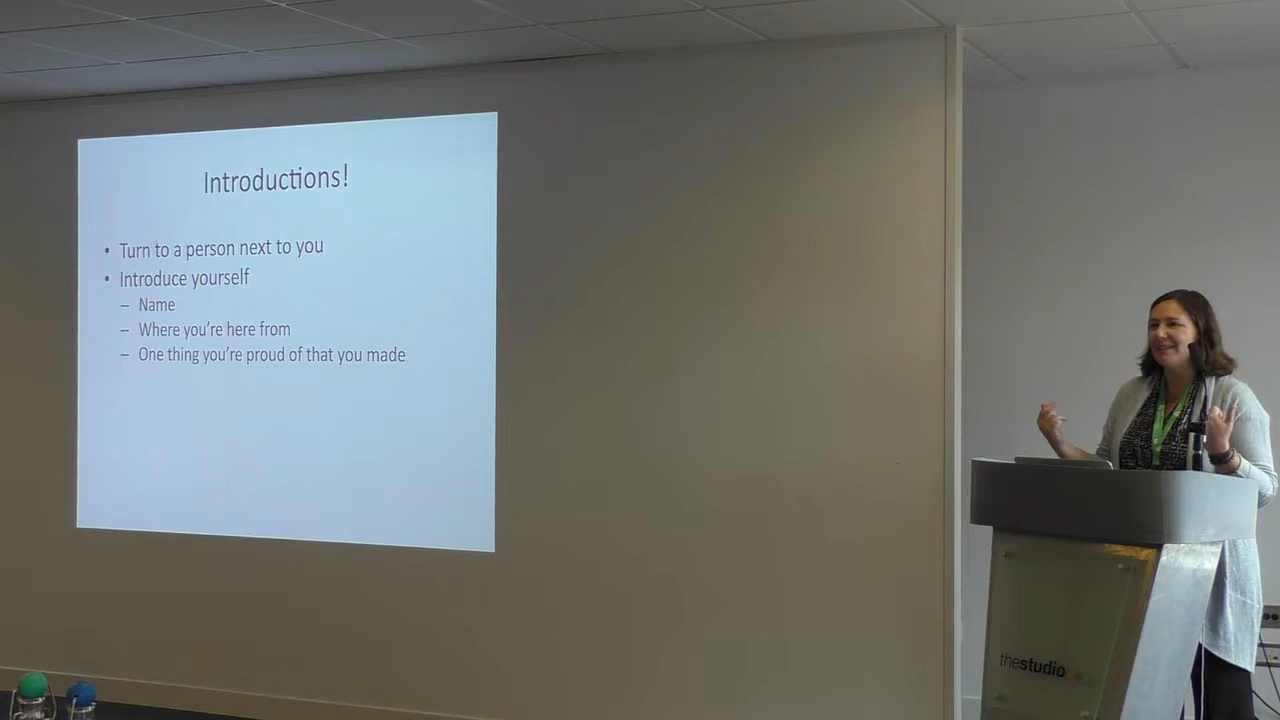 Introductions!
• Turn to a person next to you
• Introduce yourself
– Name
– Where you're here from
– One thing you're proud of that you made
thestudio